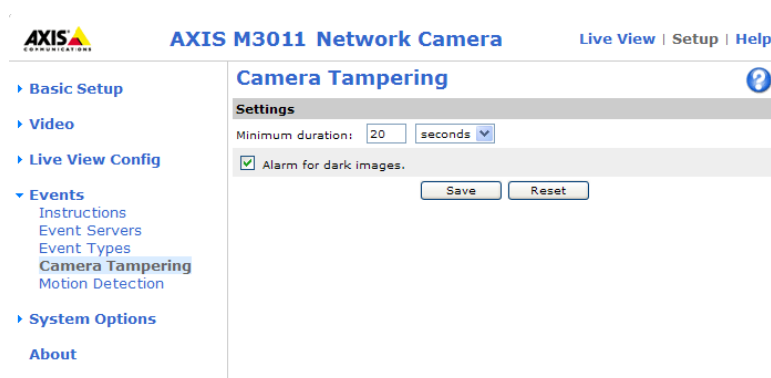 AXIS
COMMUNICATIONS
AXIS M3011 Network Camera
Live View | Setup | Help
Basic Setup
Video
Live View Config
Events
Instructions
Event Servers
Event Types
Camera Tampering
Motion Detection
System Options
About
Camera Tampering
?
Settings
Minimum duration: 20 seconds
Alarm for dark images.
Save Reset